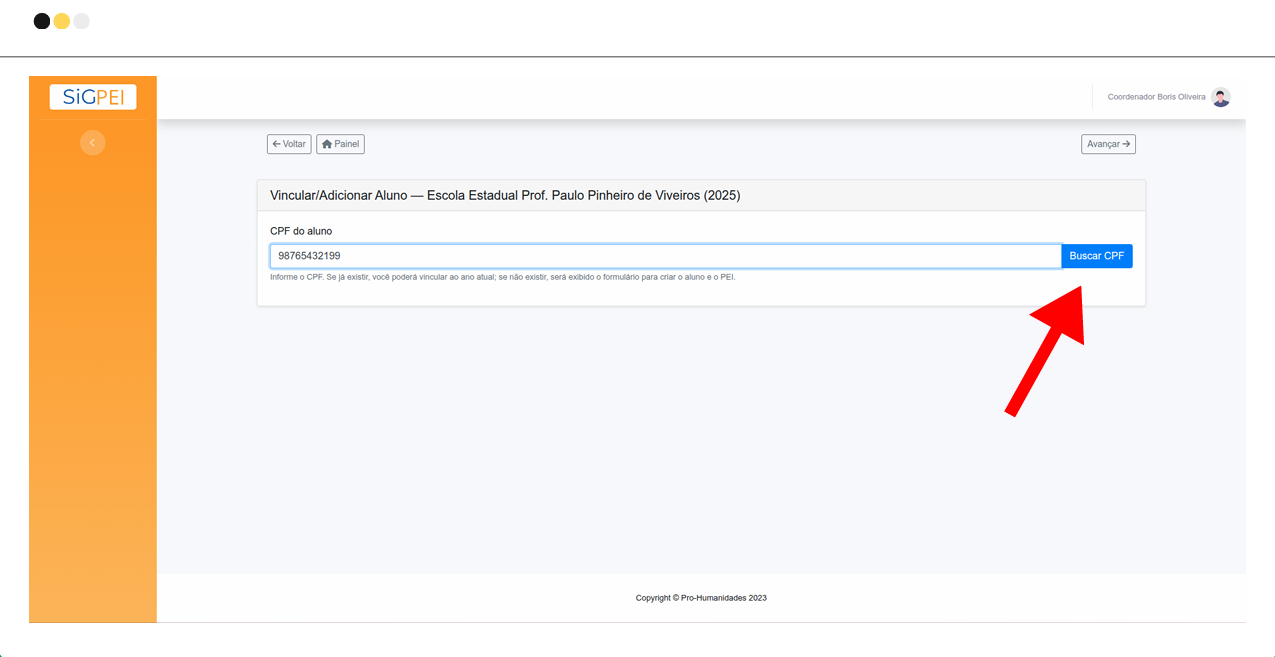 SiGPEI
Coordenador Boris Oliveira
Voltar
Painel
Avançar
Vincular/Adicionar Aluno — Escola Estadual Prof. Paulo Pinheiro de Viveiros (2025)
CPF do aluno
98765432199
Buscar CPF
Informe o CPF. Se já existir, você poderá vincular ao ano atual; se não existir, será exibido o formulário para criar o aluno e o PEI.
Copyright © Pro-Humanidades 2023